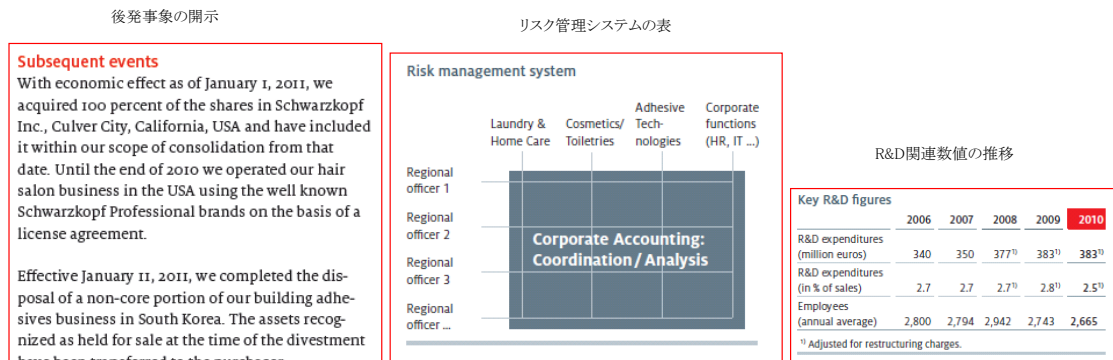 後発事象の開示
Subsequent events
With economic effect as of January 1, 2011, we
acquired 100 percent of the shares in Schwarzkopf
Inc., Culver City, California, USA and have included
it within our scope of consolidation from that
date. Until the end of 2010 we operated our hair
salon business in the USA using the well known
Schwarzkopf Professional brands on the basis of a
license agreement.
Effective January 11, 2011, we completed the dis-
posal of a non-core portion of our building adhe-
sives business in South Korea. The assets recog-
nized as held for sale at the time of the divestment
have been transferred to the purchaser.
リスク管理システムの表
Risk management system
Laundry &
Home Care
Cosmetics/
Toiletries
Adhesive
Tech-
nologies
Corporate
functions
(HR, IT ...)
Regional
officer 1
Regional
officer 2
Regional
officer 3
Regional
officer ...
Corporate Accounting:
Coordination / Analysis
R&D関連数値の推移
Key R&D figures
2006 2007 2008 2009 2010
R&D expenditures
(million euros) 340 350 377¹⁾ 383¹⁾ 383¹⁾
R&D expenditures
(in % of sales) 2.7 2.7 2.7¹⁾ 2.8¹⁾ 2.5¹⁾
Employees
(annual average) 2,800 2,794 2,942 2,743 2,665
¹⁾ Adjusted for restructuring charges.